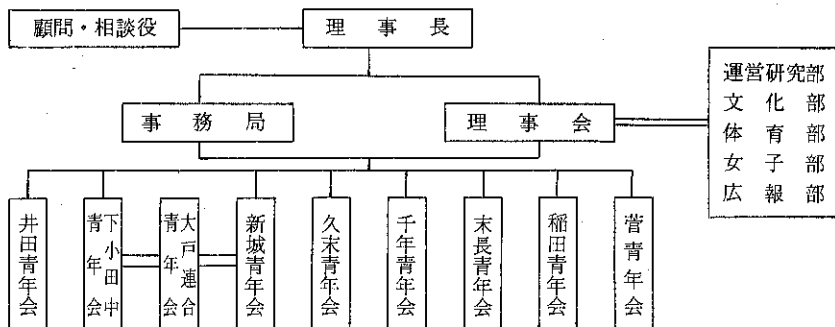 顧問・相談役
理事長
事務局
理事会
運営研究部
文化部
体育部
女子部
広報部
井田青年会
下小田中
青年会
大戸連合
青年会
新城青年会
久末青年会
千年青年会
末長青年会
稲田青年会
菅青年会